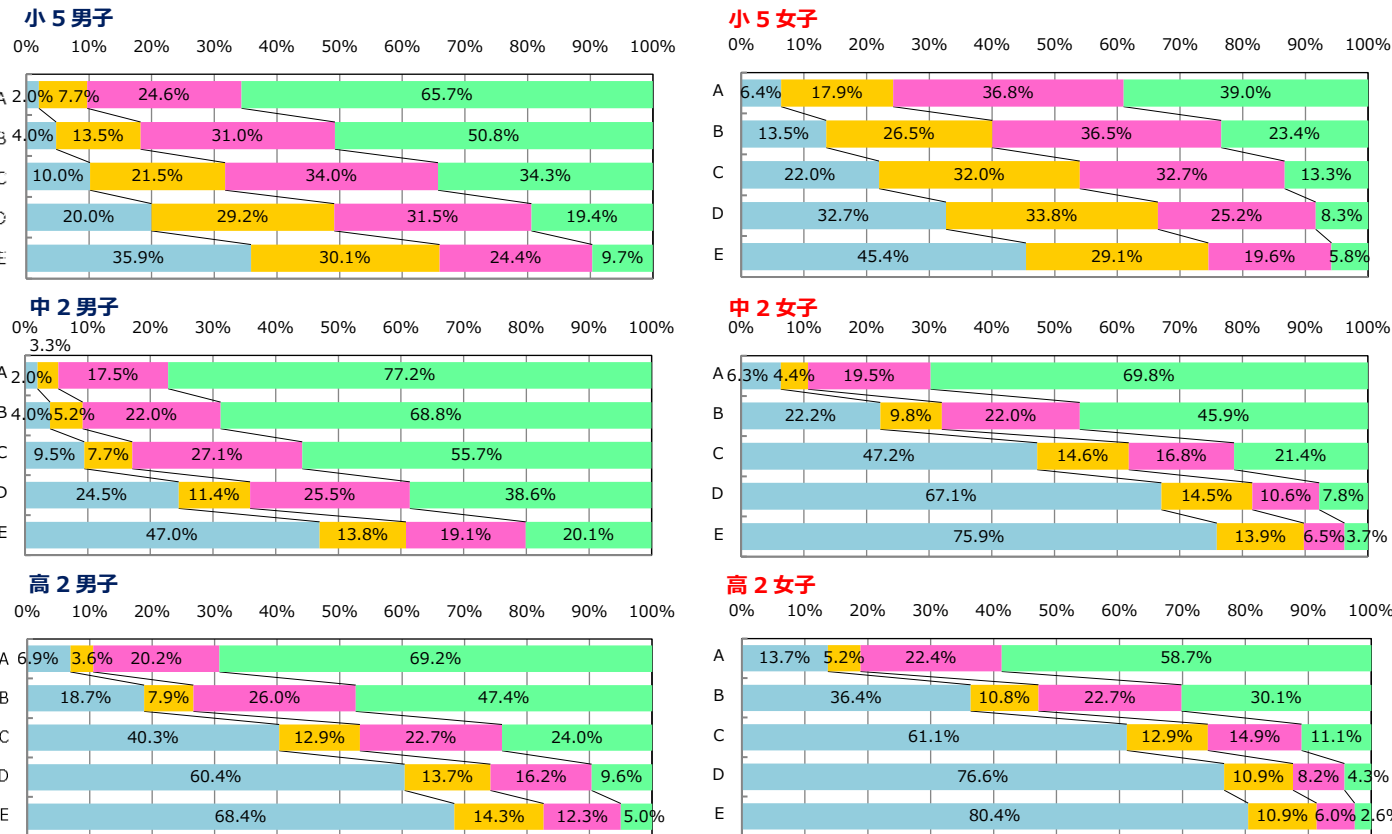 小5男子
0% 10% 20% 30% 40% 50% 60% 70% 80% 90% 100%
A 2.0% 7.7% 24.6% 65.7%
B 4.0% 13.5% 31.0% 50.8%
C 10.0% 21.5% 34.0% 34.3%
D 20.0% 29.2% 31.5% 19.4%
E 35.9% 30.1% 24.4% 9.7%
小5女子
0% 10% 20% 30% 40% 50% 60% 70% 80% 90% 100%
A 6.4% 17.9% 36.8% 39.0%
B 13.5% 26.5% 36.5% 23.4%
C 22.0% 32.0% 32.7% 13.3%
D 32.7% 33.8% 25.2% 8.3%
E 45.4% 29.1% 19.6% 5.8%
中2男子
0% 10% 20% 30% 40% 50% 60% 70% 80% 90% 100%
3.3%
A 2.0% 17.5% 77.2%
B 4.0% 5.2% 22.0% 68.8%
C 9.5% 7.7% 27.1% 55.7%
D 24.5% 11.4% 25.5% 38.6%
E 47.0% 13.8% 19.1% 20.1%
中2女子
0% 10% 20% 30% 40% 50% 60% 70% 80% 90% 100%
A 6.3% 4.4% 19.5% 69.8%
B 22.2% 9.8% 22.0% 45.9%
C 47.2% 14.6% 16.8% 21.4%
D 67.1% 14.5% 10.6% 7.8%
E 75.9% 13.9% 6.5% 3.7%
高2男子
0% 10% 20% 30% 40% 50% 60% 70% 80% 90% 100%
A 6.9% 3.6% 20.2% 69.2%
B 18.7% 7.9% 26.0% 47.4%
C 40.3% 12.9% 22.7% 24.0%
D 60.4% 13.7% 16.2% 9.6%
E 68.4% 14.3% 12.3% 5.0%
高2女子
0% 10% 20% 30% 40% 50% 60% 70% 80% 90% 100%
A 13.7% 5.2% 22.4% 58.7%
B 36.4% 10.8% 22.7% 30.1%
C 61.1% 12.9% 14.9% 11.1%
D 76.6% 10.9% 8.2% 4.3%
E 80.4% 10.9% 6.0% 2.6%